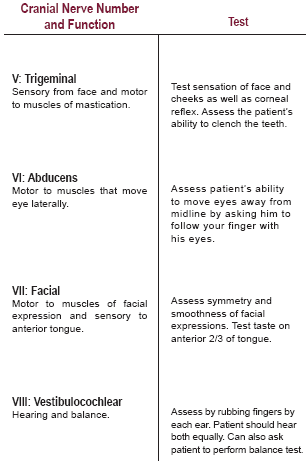 Cranial Nerve Number
and Function
Test
V: Trigeminal
Sensory from face and motor
to muscles of mastication.
Test sensation of face and
cheeks as well as corneal
reflex. Assess the patient's
ability to clench the teeth.
VI: Abducens
Motor to muscles that move
eye laterally.
Assess patient's ability
to move eyes away from
midline by asking him to
follow your finger with
his eyes.
VII: Facial
Motor to muscles of facial
expression and sensory to
anterior tongue.
Assess symmetry and
smoothness of facial
expressions. Test taste on
anterior 2/3 of tongue.
VIII: Vestibulocochlear
Hearing and balance.
Assess by rubbing fingers by
each ear. Patient should hear
both equally. Can also ask
patient to perform balance test.